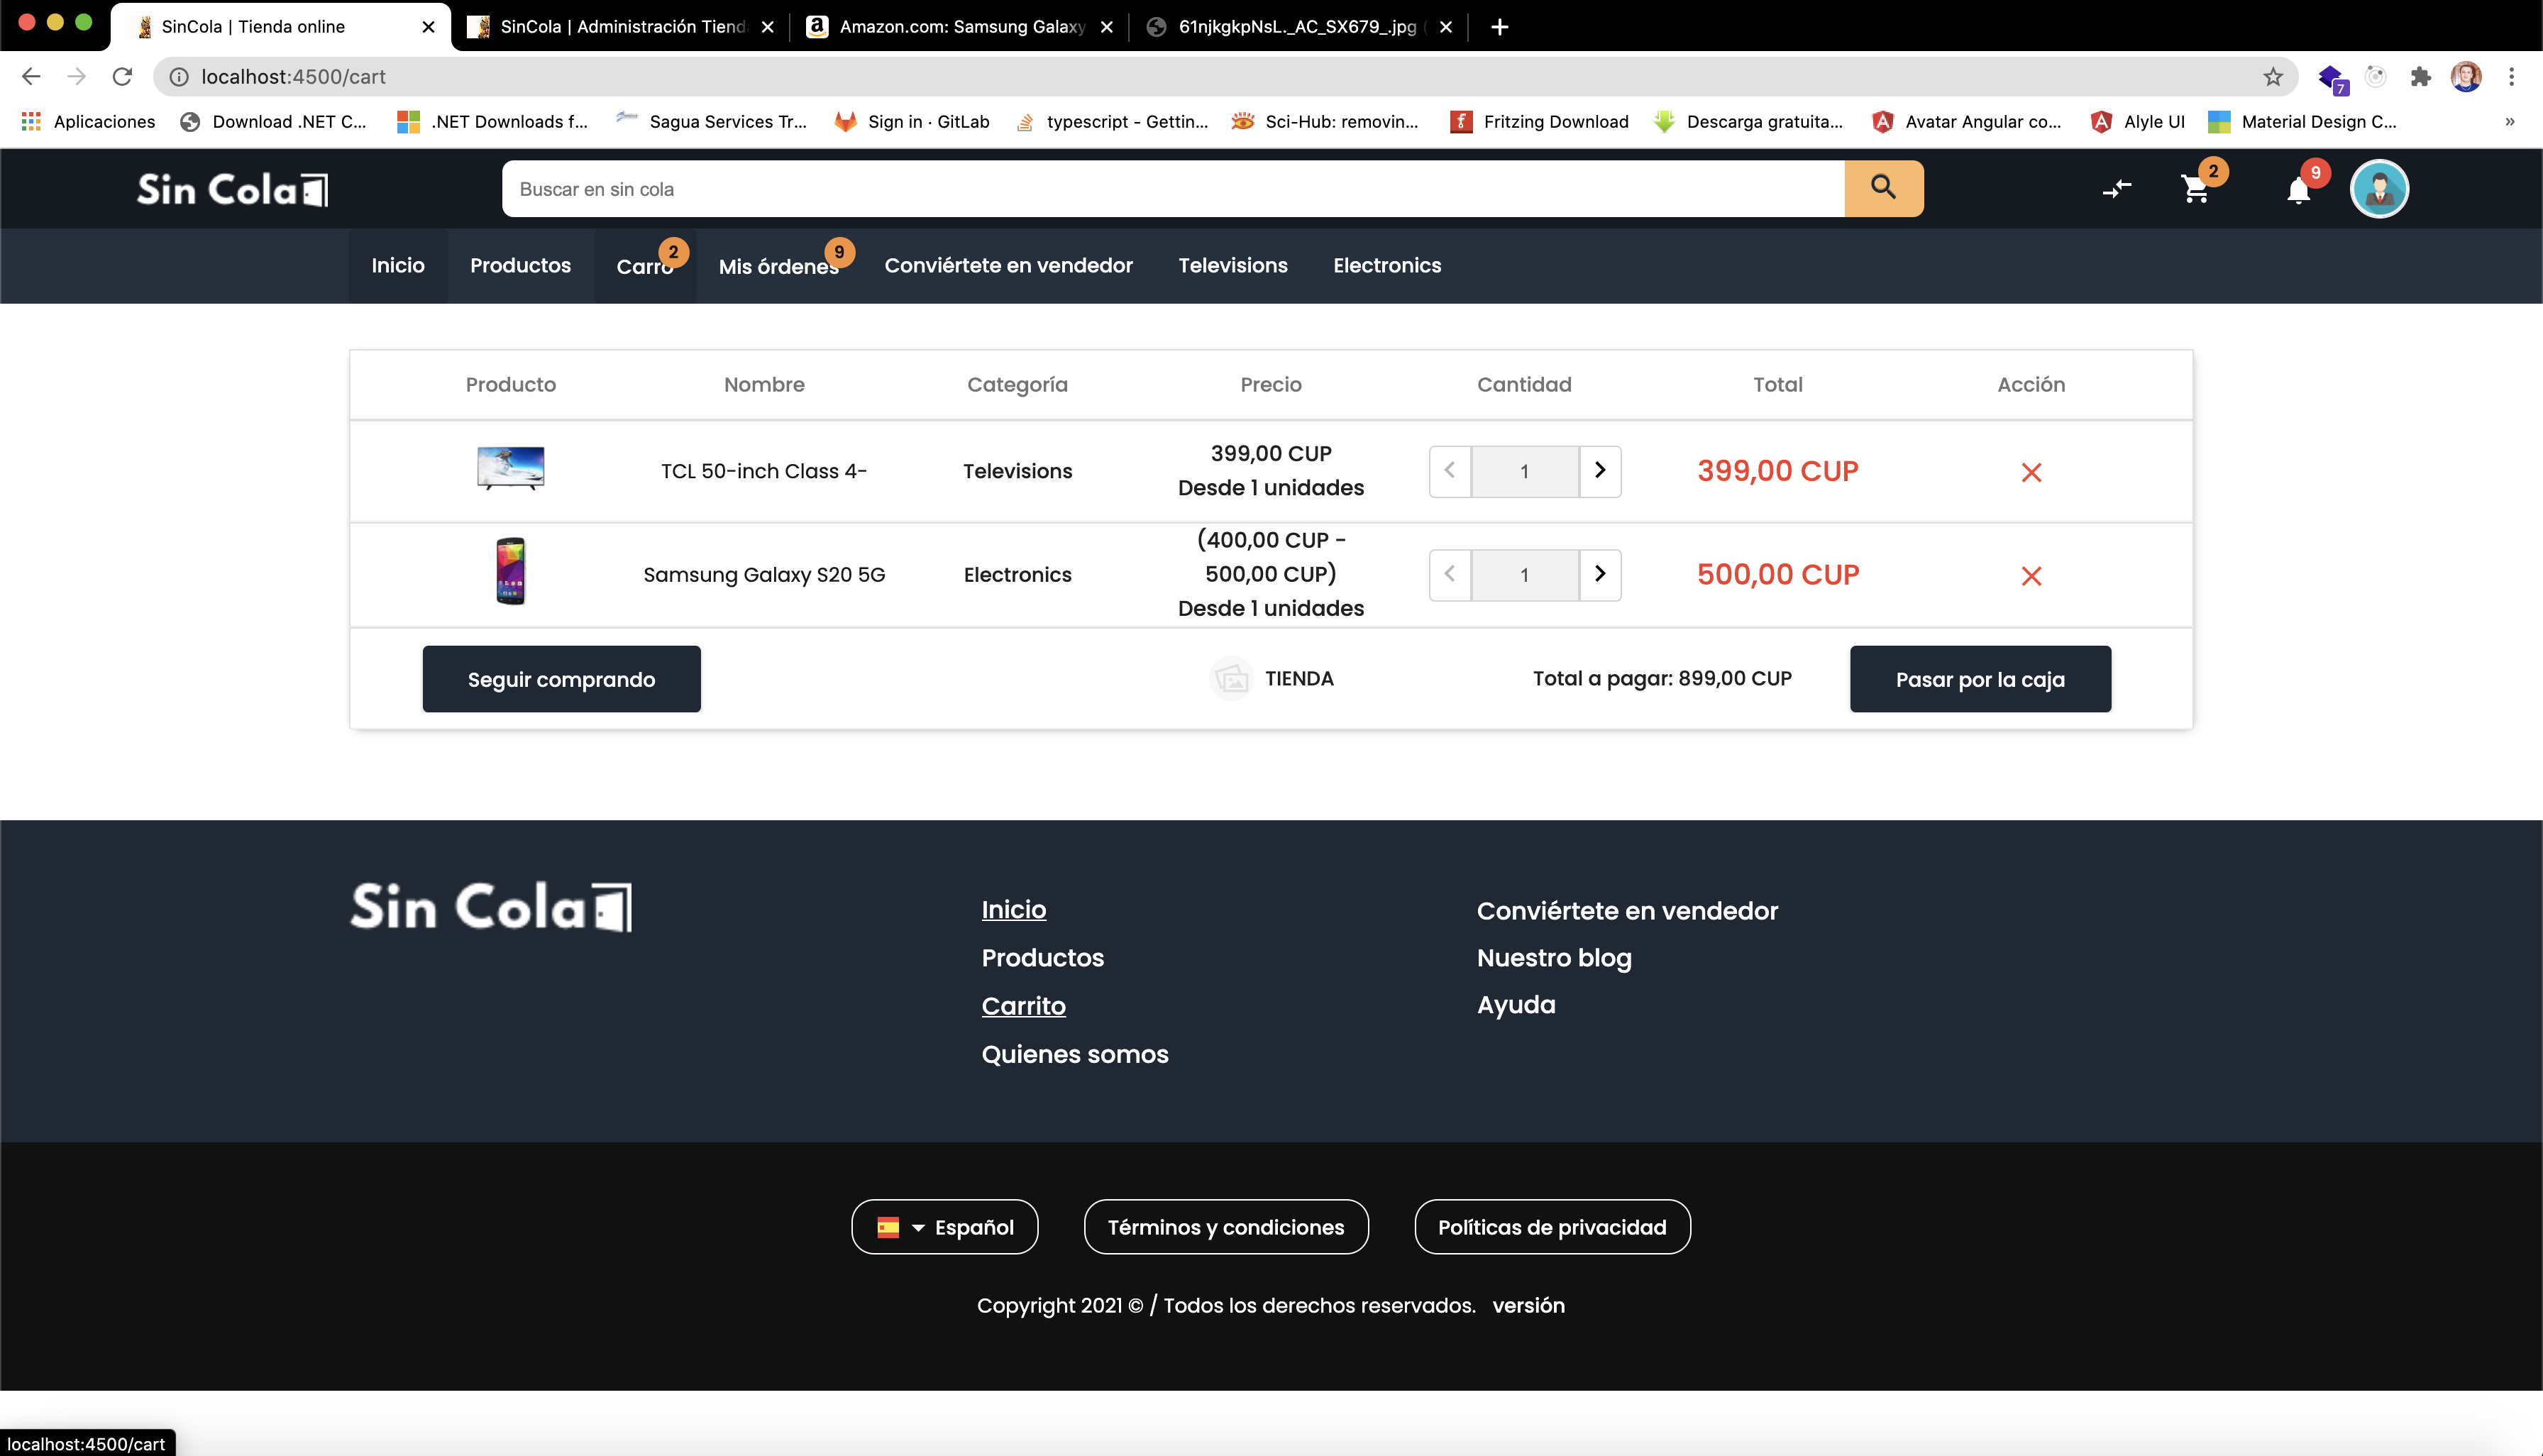 SinCola | Tienda online
SinCola | Administración Tiend
Amazon.com: Samsung Galaxy
61njkgkpNsL._AC_SX679_.jpg
localhost:4500/cart
7
Aplicaciones
Download .NET C...
.NET Downloads f...
Sagua Services Tr...
Sign in · GitLab
typescript - Gettin...
Sci-Hub: removin...
Fritzing Download
Descarga gratuita...
Avatar Angular co...
Alyle UI
Material Design C...
»
Sin Cola
Buscar en sin cola
2
9
Inicio
Productos
Carro
2
Mis órdenes
9
Conviértete en vendedor
Televisions
Electronics
Producto
Nombre
Categoría
Precio
Cantidad
Total
Acción
TCL 50-inch Class 4-
Televisions
399,00 CUP
Desde 1 unidades
1
399,00 CUP
Samsung Galaxy S20 5G
Electronics
(400,00 CUP -
500,00 CUP)
Desde 1 unidades
1
500,00 CUP
Seguir comprando
TIENDA
Total a pagar: 899,00 CUP
Pasar por la caja
Sin Cola
Inicio
Productos
Carrito
Quienes somos
Conviértete en vendedor
Nuestro blog
Ayuda
Español
Términos y condiciones
Políticas de privacidad
Copyright 2021 © / Todos los derechos reservados. versión
localhost:4500/cart